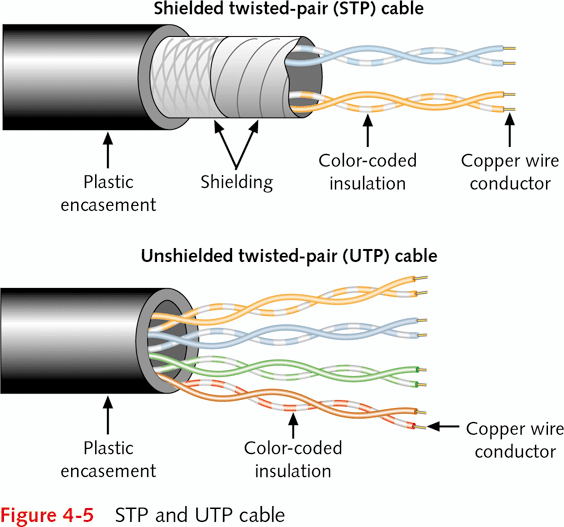 Shielded twisted-pair (STP) cable
Plastic
encasement
Shielding
Color-coded
insulation
Copper wire
conductor
Unshielded twisted-pair (UTP) cable
Plastic
encasement
Color-coded
insulation
Copper wire
conductor
Figure 4-5 STP and UTP cable